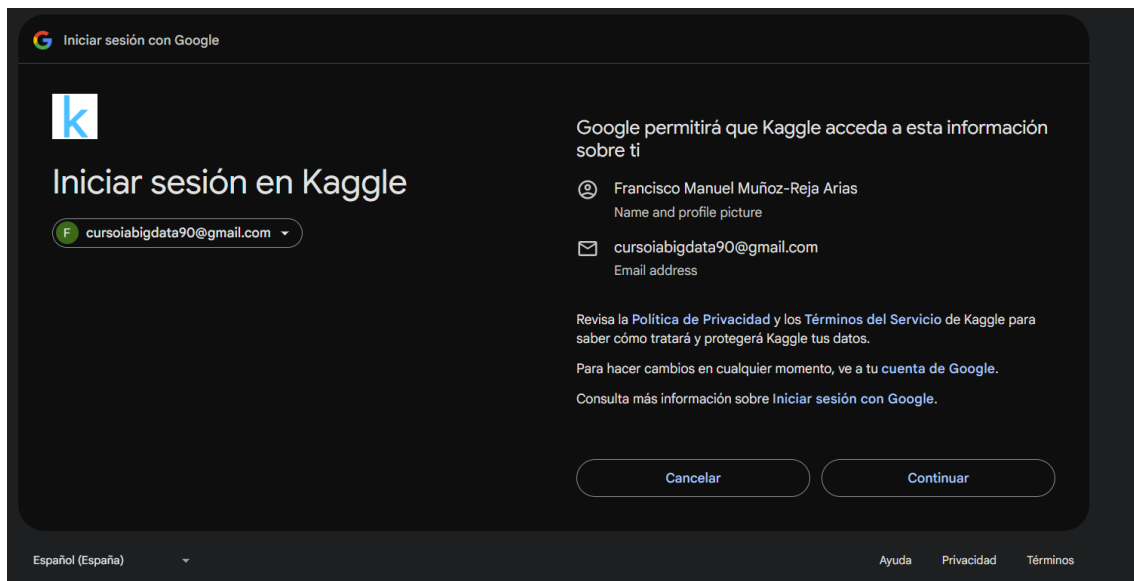 Iniciar sesión con Google
k
Iniciar sesión en Kaggle
F cursoiabigdata90@gmail.com
Google permitirá que Kaggle acceda a esta información
sobre ti
Francisco Manuel Muñoz-Reja Arias
Name and profile picture
cursoiabigdata90@gmail.com
Email address
Revisa la Política de Privacidad y los Términos del Servicio de Kaggle para
saber cómo tratará y protegerá Kaggle tus datos.
Para hacer cambios en cualquier momento, ve a tu cuenta de Google.
Consulta más información sobre Iniciar sesión con Google.
Cancelar
Continuar
Español (España)
Ayuda Privacidad Términos